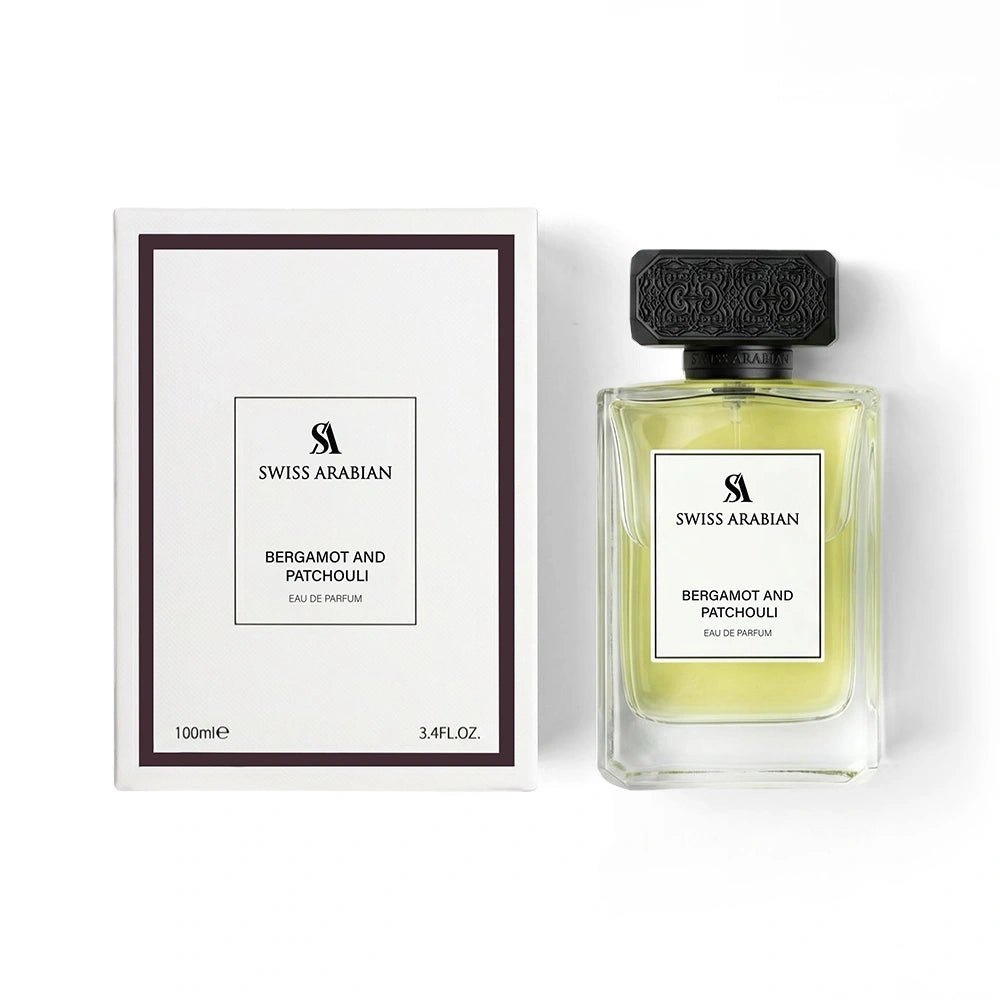 SA
SWISS ARABIAN
BERGAMOT AND
PATCHOULI
EAU DE PARFUM
100ml℮
3.4FL.OZ.
SWISS ARABIAN
SA
SWISS ARABIAN
BERGAMOT AND
PATCHOULI
EAU DE PARFUM